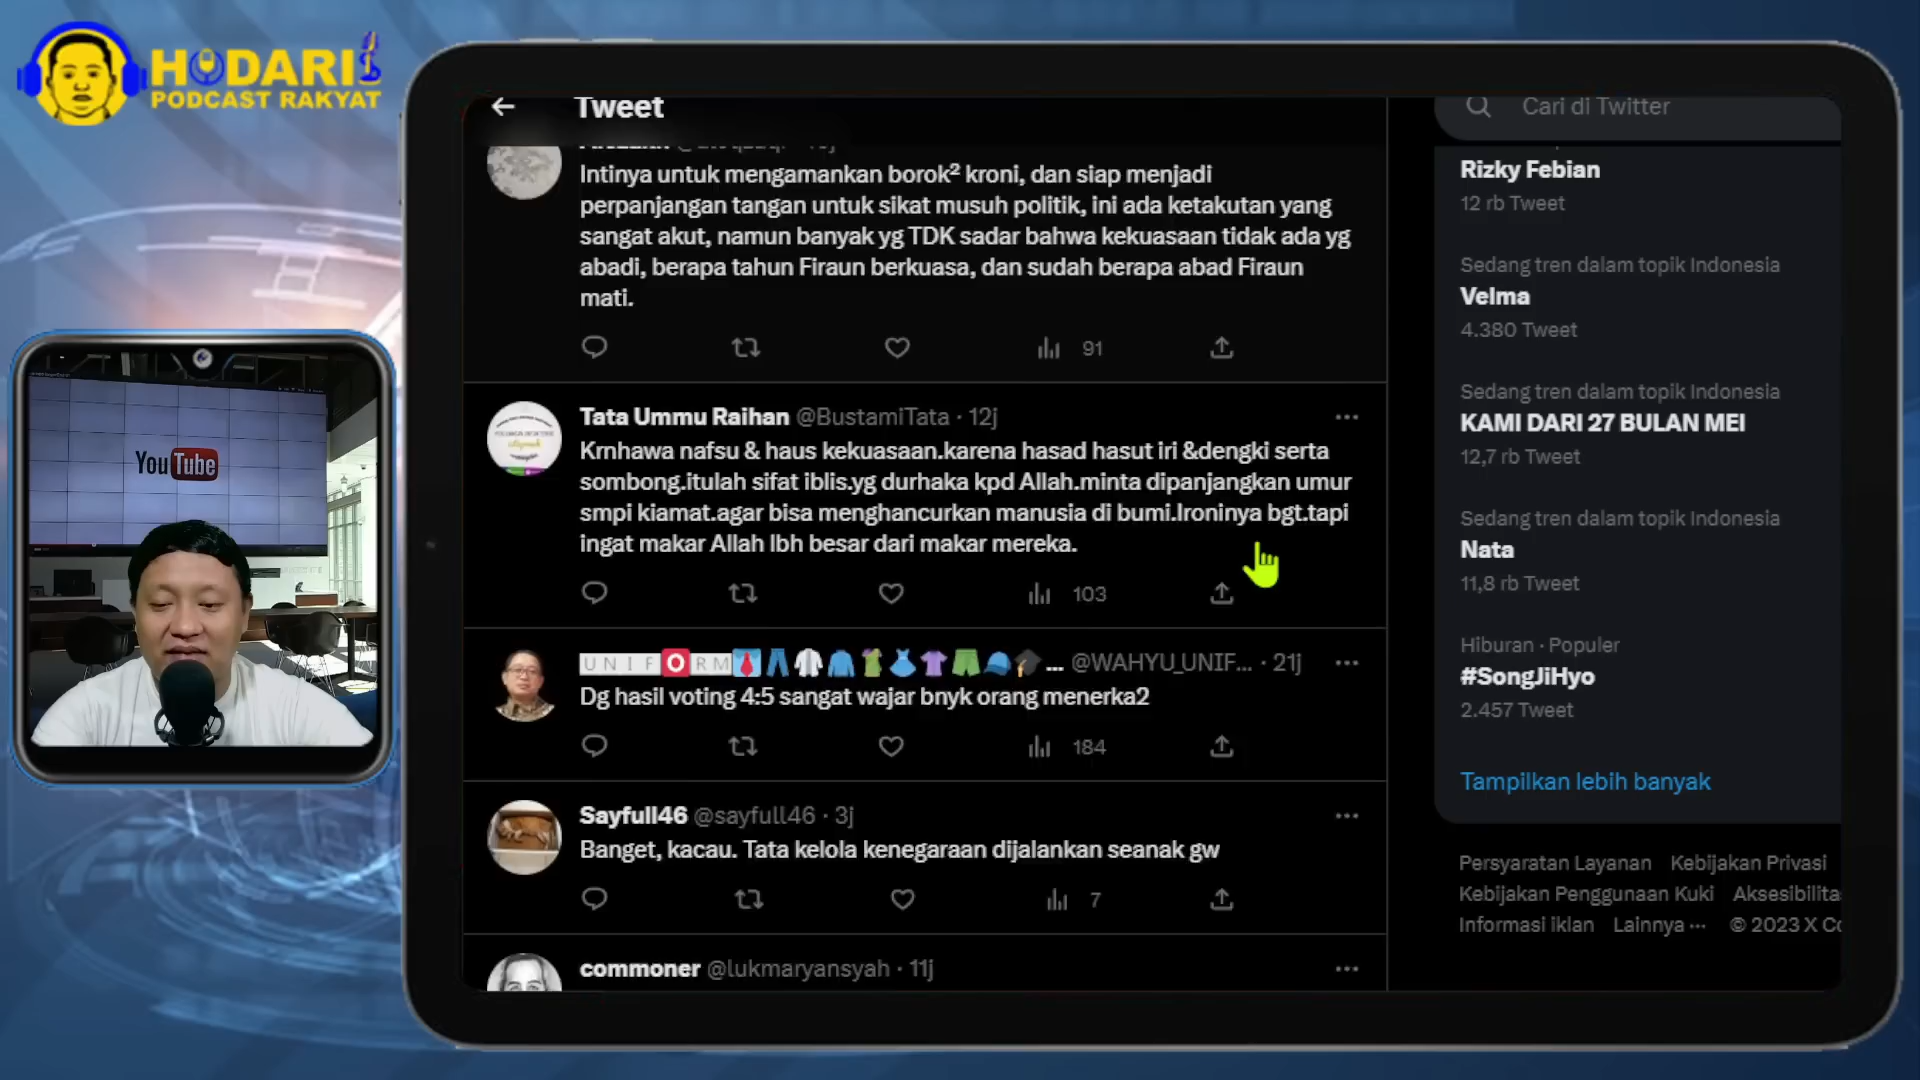 HODARI
PODCAST RAKYAT
YouTube
Tweet
Intinya untuk mengamankan borok² kroni, dan siap menjadi
perpanjangan tangan untuk sikat musuh politik, ini ada ketakutan yang
sangat akut, namun banyak yg TDK sadar bahwa kekuasaan tidak ada yg
abadi, berapa tahun Firaun berkuasa, dan sudah berapa abad Firaun
mati.
91
Tata Ummu Raihan @BustamiTata · 12j
Krnhawa nafsu & haus kekuasaan.karena hasad hasut iri &dengki serta
sombong.itulah sifat iblis.yg durhaka kpd Allah.minta dipanjangkan umur
smpi kiamat.agar bisa menghancurkan manusia di bumi.Ironinya bgt.tapi
ingat makar Allah lbh besar dari makar mereka.
103
UNIFORM ... @WAHYU_UNIF... · 21j
Dg hasil voting 4:5 sangat wajar bnyk orang menerka2
184
Sayfull46 @sayfull46 · 3j
Banget, kacau. Tata kelola kenegaraan dijalankan seanak gw
7
commoner @lukmaryansyah · 11j
Cari di Twitter
Rizky Febian
12 rb Tweet
Sedang tren dalam topik Indonesia
Velma
4.380 Tweet
Sedang tren dalam topik Indonesia
KAMI DARI 27 BULAN MEI
12,7 rb Tweet
Sedang tren dalam topik Indonesia
Nata
11,8 rb Tweet
Hiburan · Populer
#SongJiHyo
2.457 Tweet
Tampilkan lebih banyak
Persyaratan Layanan Kebijakan Privasi
Kebijakan Penggunaan Kuki Aksesibilita
Informasi iklan Lainnya ··· © 2023 X Co